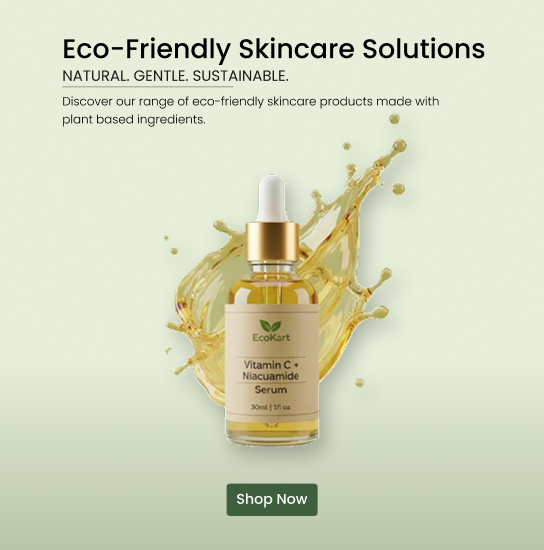 Eco-Friendly Skincare Solutions
NATURAL. GENTLE. SUSTAINABLE.
Discover our range of eco-friendly skincare products made with
plant based ingredients.
EcoKart
Vitamin C +
Niacuamide
Serum
30ml | 1fl oz
Shop Now